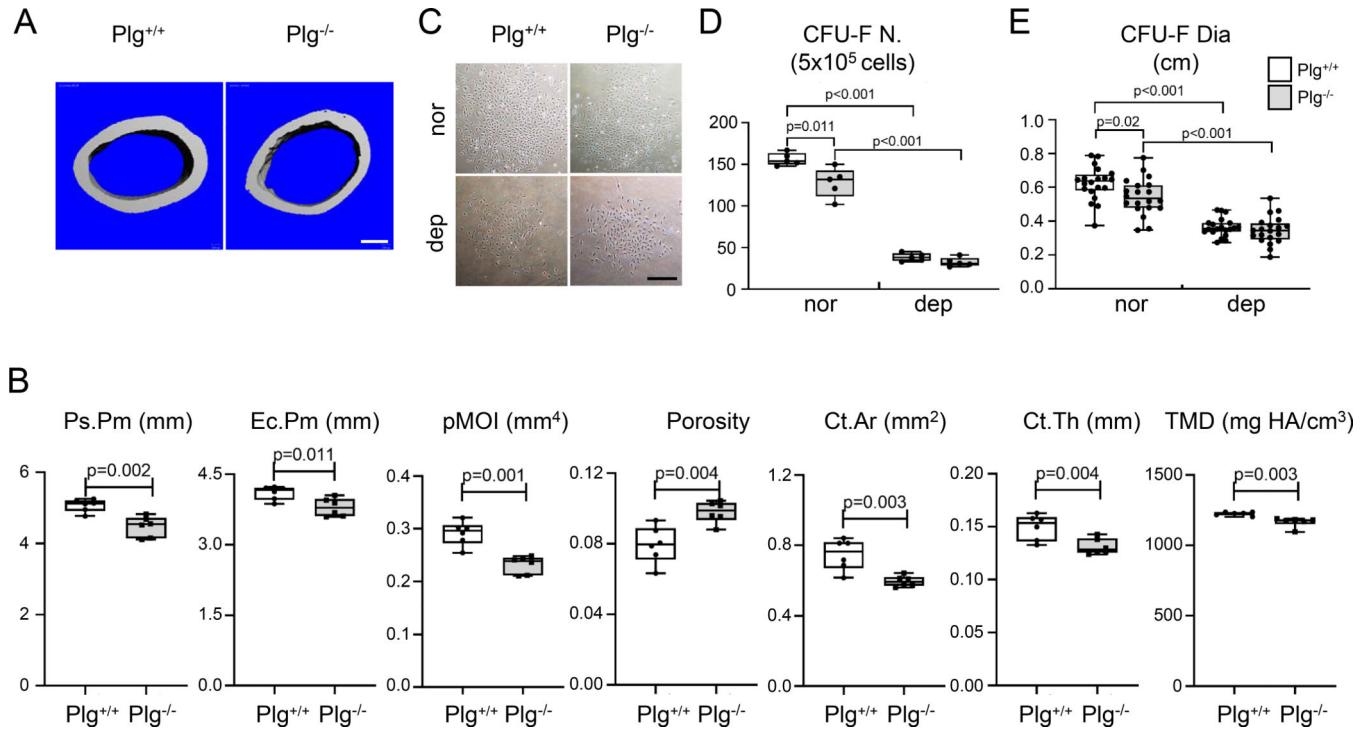 A
Plg+/+ Plg-/-
C
Plg+/+ Plg-/-
nor
dep
D
CFU-F N.
(5x10⁵ cells)
p<0.001
p=0.011
p<0.001
200
150
100
50
0
nor dep
E
CFU-F Dia
(cm)
Plg+/+
Plg-/-
p<0.001
p=0.02
p<0.001
1.0
0.8
0.6
0.4
0.2
0.0
nor dep
B
Ps.Pm (mm)
p=0.002
6
4
2
0
Plg+/+ Plg-/-
Ec.Pm (mm)
p=0.011
4.5
3.0
1.5
0.0
Plg+/+ Plg-/-
pMOI (mm⁴)
p=0.001
0.4
0.3
0.2
0.1
0.0
Plg+/+ Plg-/-
Porosity
p=0.004
0.12
0.08
0.04
0.00
Plg+/+ Plg-/-
Ct.Ar (mm²)
p=0.003
1.2
0.8
0.4
0.0
Plg+/+ Plg-/-
Ct.Th (mm)
p=0.004
0.20
0.15
0.10
0.05
0.00
Plg+/+ Plg-/-
TMD (mg HA/cm³)
p=0.003
1500
1000
500
0
Plg+/+ Plg-/-